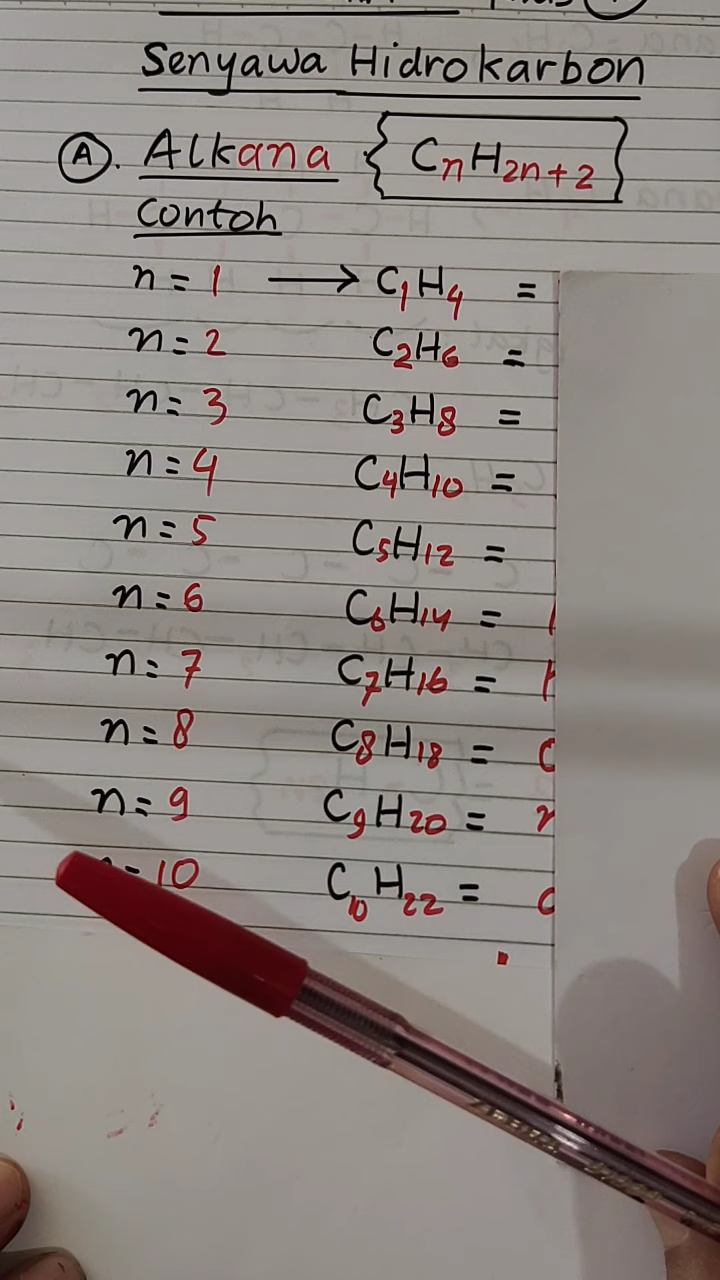 Senyawa Hidrokarbon
A. Alkana { CnH2n+2 }
Contoh
n = 1 → C1H4 =
n = 2 C2H6 =
n = 3 C3H8 =
n = 4 C4H10 =
n = 5 C5H12 =
n = 6 C6H14 =
n = 7 C7H16 =
n = 8 C8H18 =
n = 9 C9H20 =
= 10 C10H22 =